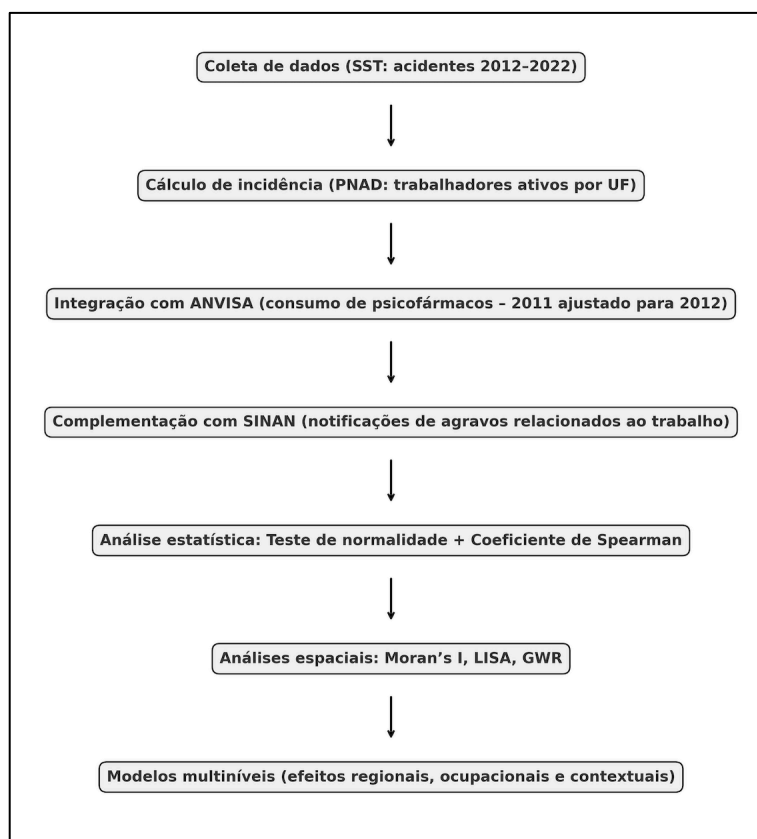 Coleta de dados (SST: acidentes 2012–2022)
Cálculo de incidência (PNAD: trabalhadores ativos por UF)
Integração com ANVISA (consumo de psicofármacos – 2011 ajustado para 2012)
Complementação com SINAN (notificações de agravos relacionados ao trabalho)
Análise estatística: Teste de normalidade + Coeficiente de Spearman
Análises espaciais: Moran’s I, LISA, GWR
Modelos multiníveis (efeitos regionais, ocupacionais e contextuais)